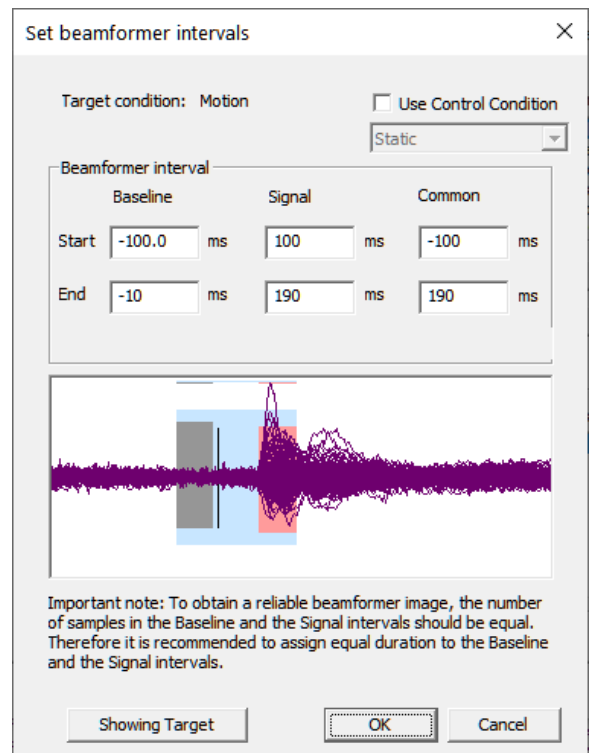 Set beamformer intervals
Target condition: Motion
Use Control Condition
Static
Beamformer interval
Baseline Signal Common
Start -100.0 ms 100 ms -100 ms
End -10 ms 190 ms 190 ms
Important note: To obtain a reliable beamformer image, the number
of samples in the Baseline and the Signal intervals should be equal.
Therefore it is recommended to assign equal duration to the Baseline
and the Signal intervals.
Showing Target OK Cancel